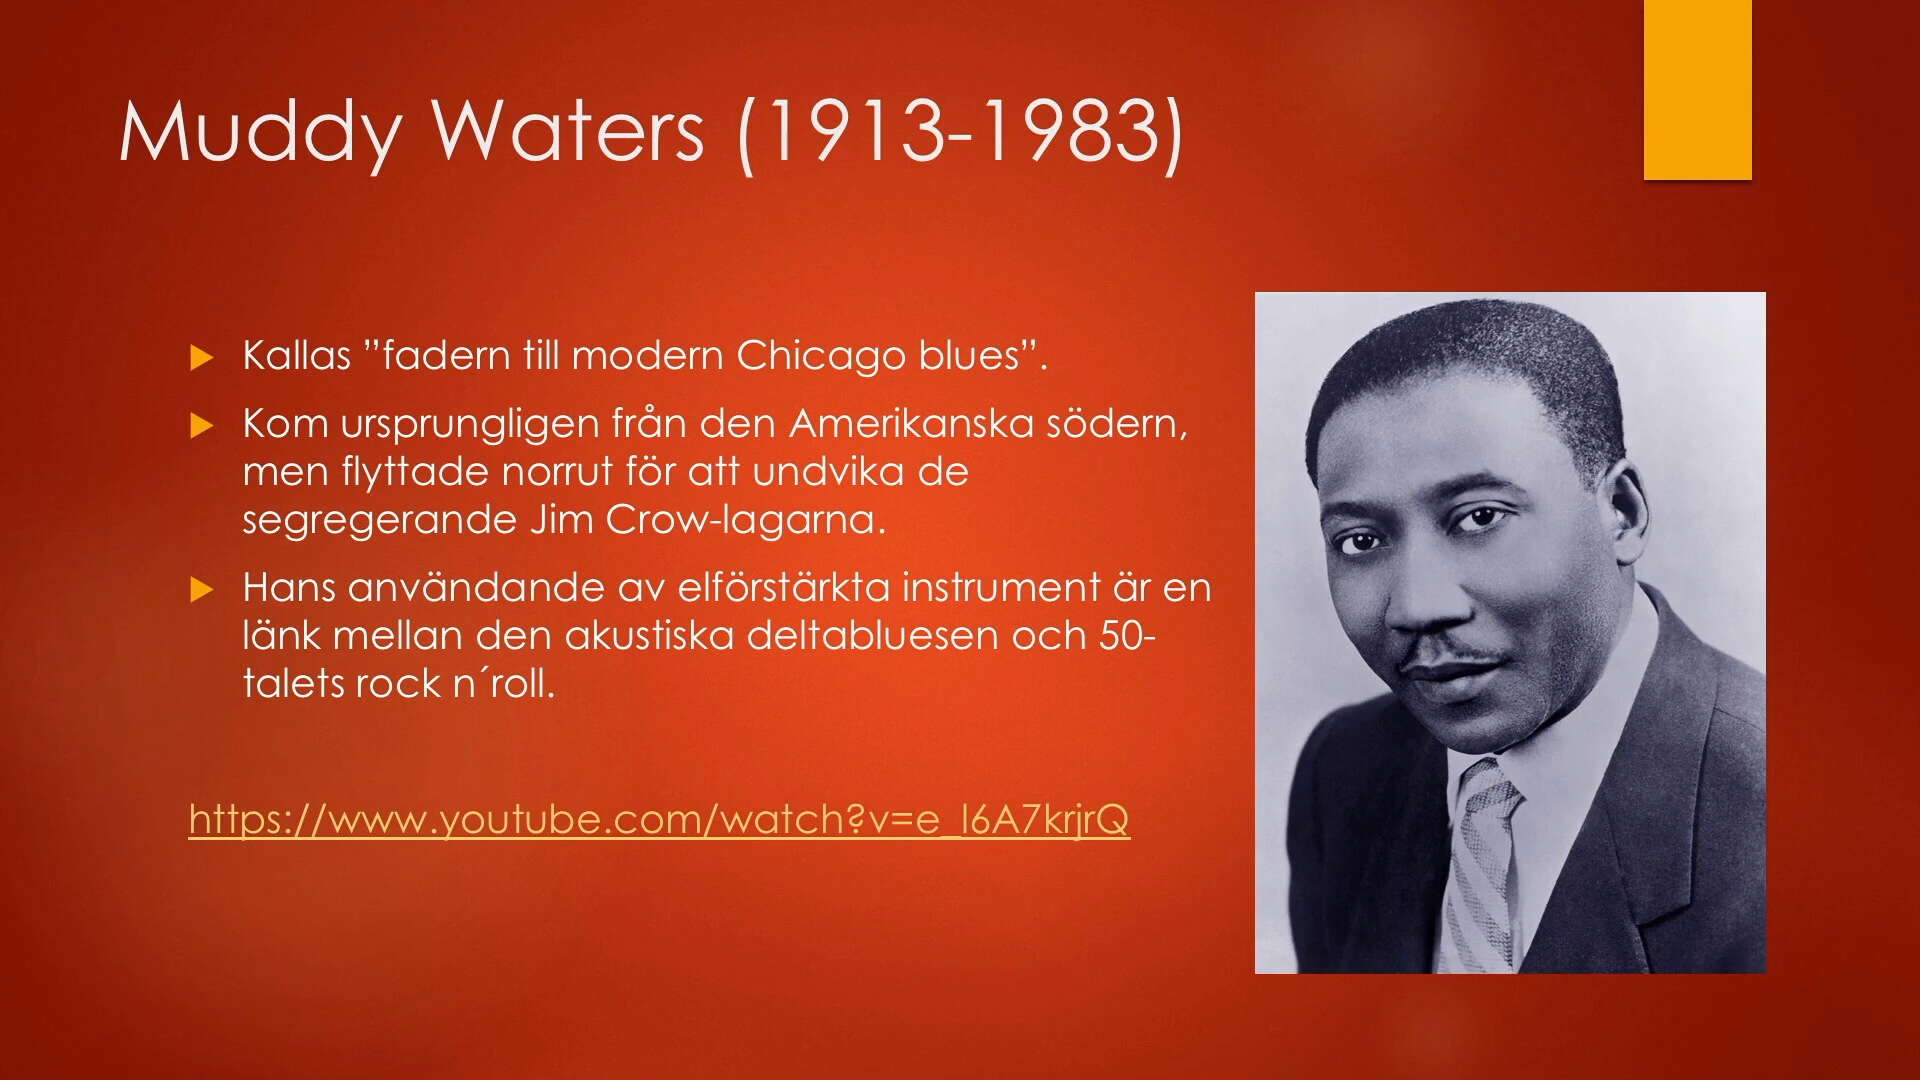 Muddy Waters (1913-1983)
Kallas ”fadern till modern Chicago blues”.
Kom ursprungligen från den Amerikanska södern,
men flyttade norrut för att undvika de
segregerande Jim Crow-lagarna.
Hans användande av elförstärkta instrument är en
länk mellan den akustiska deltabluesen och 50-
talets rock n´roll.
https://www.youtube.com/watch?v=e_l6A7krjrQ